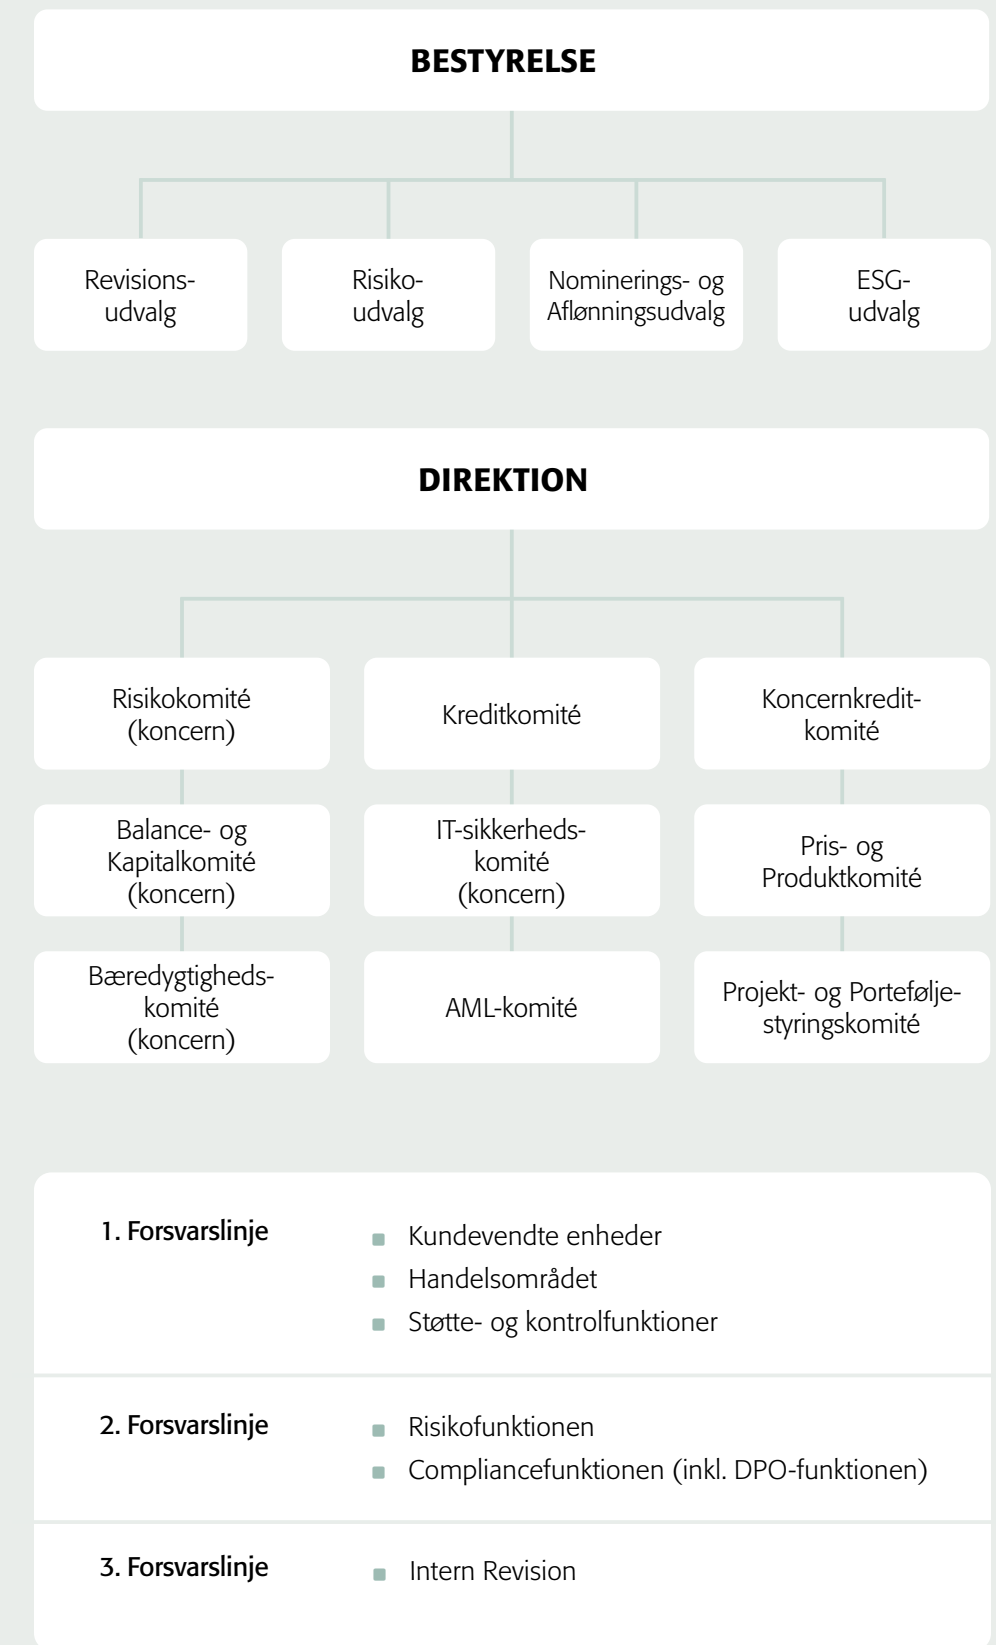 BESTYRELSE
Revisions-
udvalg
Risiko-
udvalg
Nominerings- og
Aflønningsudvalg
ESG-
udvalg
DIREKTION
Risikokomité
(koncern)
Kreditkomité
Koncernkredit-
komité
Balance- og
Kapitalkomité
(koncern)
IT-sikkerheds-
komité
(koncern)
Pris- og
Produktkomité
Bæredygtigheds-
komité
(koncern)
AML-komité
Projekt- og Portefølje-
styringskomité
1. Forsvarslinje
Kundevendte enheder
Handelsområdet
Støtte- og kontrolfunktioner
2. Forsvarslinje
Risikofunktionen
Compliancefunktionen (inkl. DPO-funktionen)
3. Forsvarslinje
Intern Revision